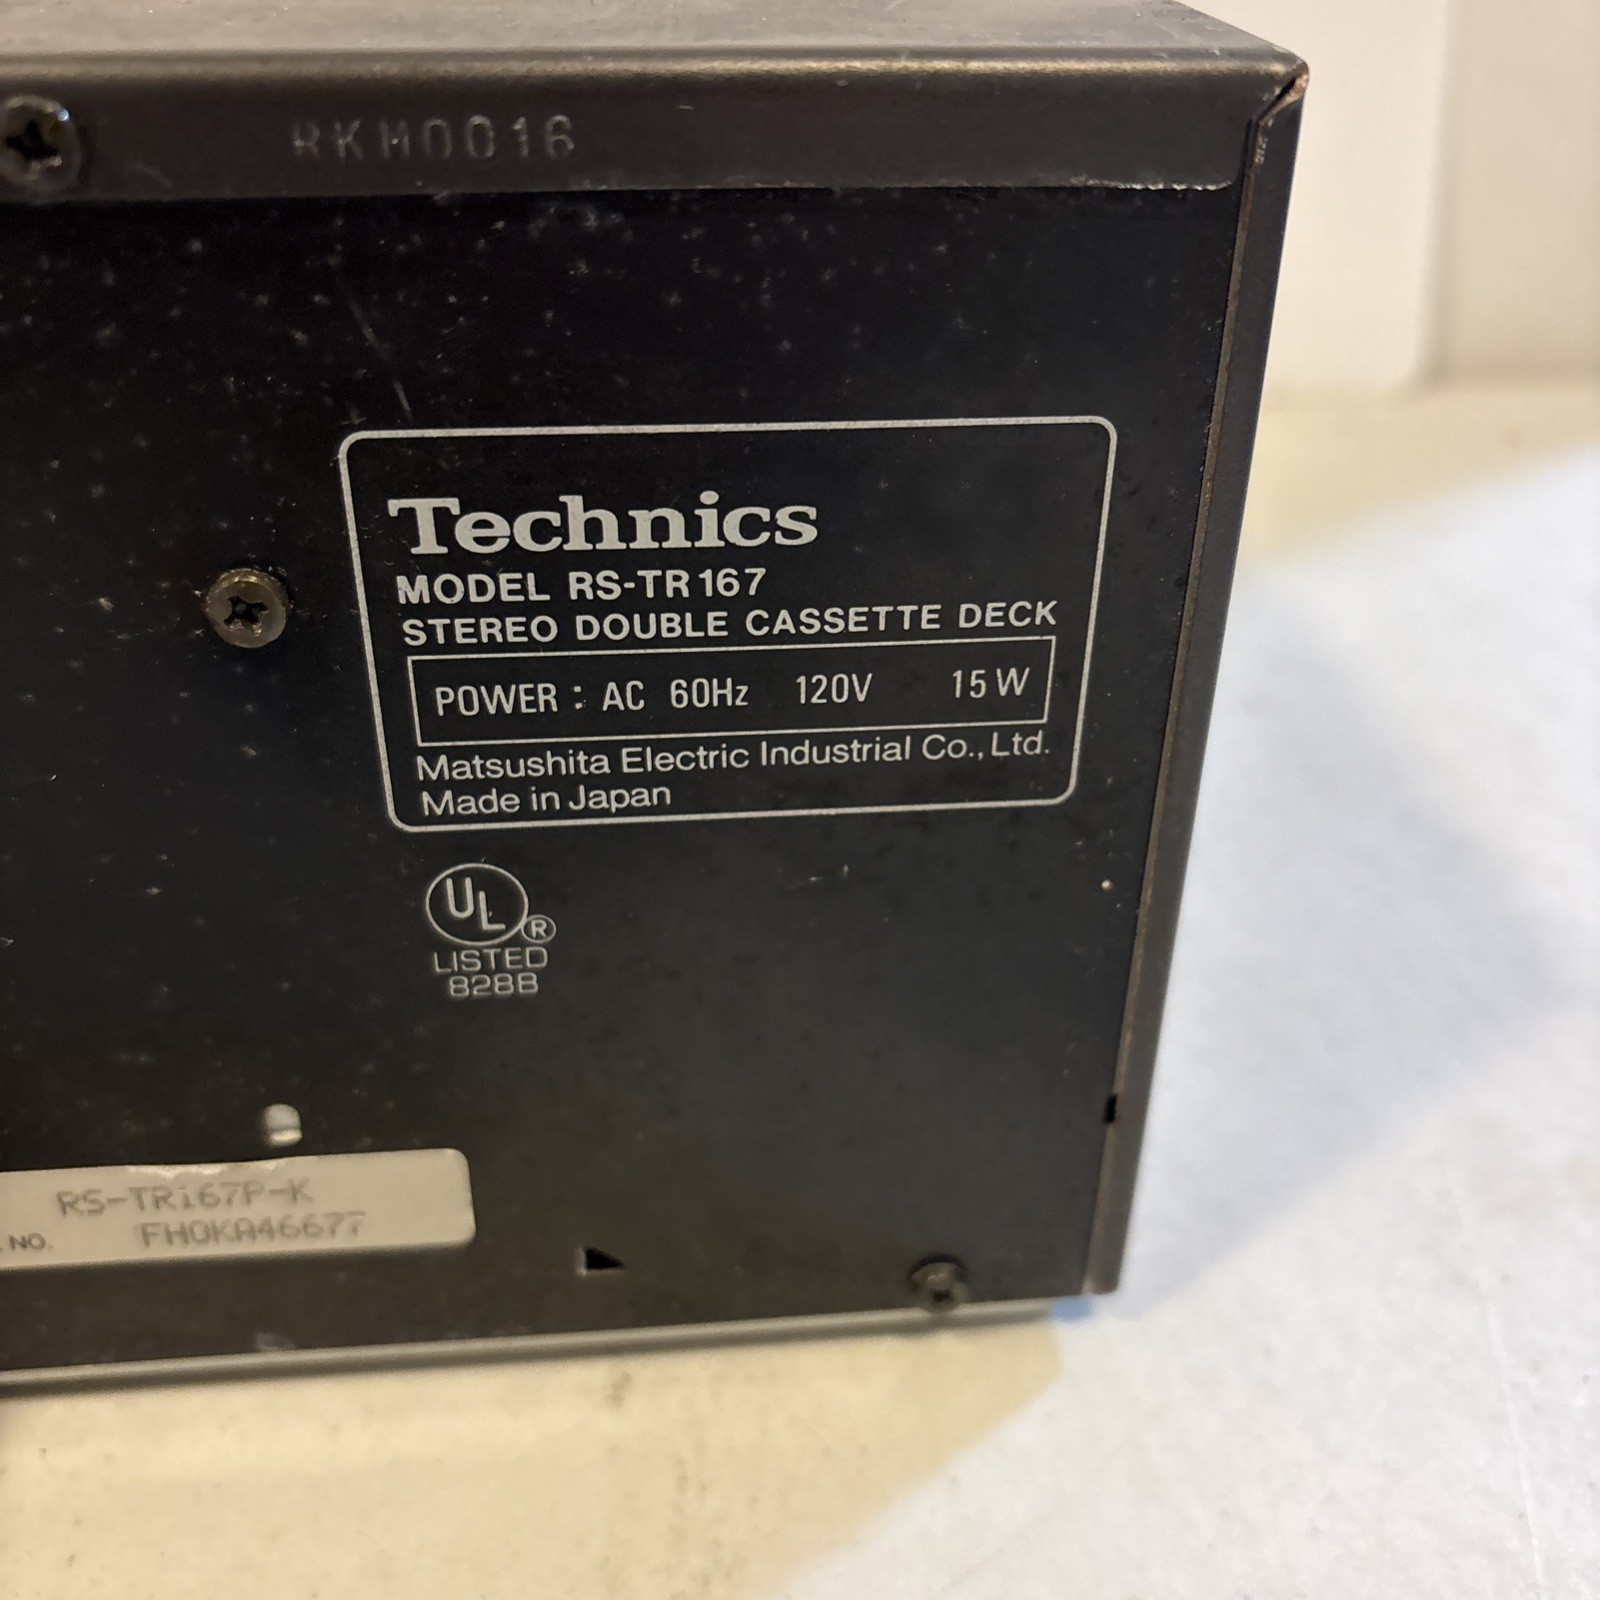 RKM0016
Technics
MODEL RS-TR167
STEREO DOUBLE CASSETTE DECK
POWER : AC 60Hz 120V 15W
Matsushita Electric Industrial Co., Ltd.
Made in Japan
UL ®
LISTED
828B
RS-TR167P-K
NO. FH0KA46677